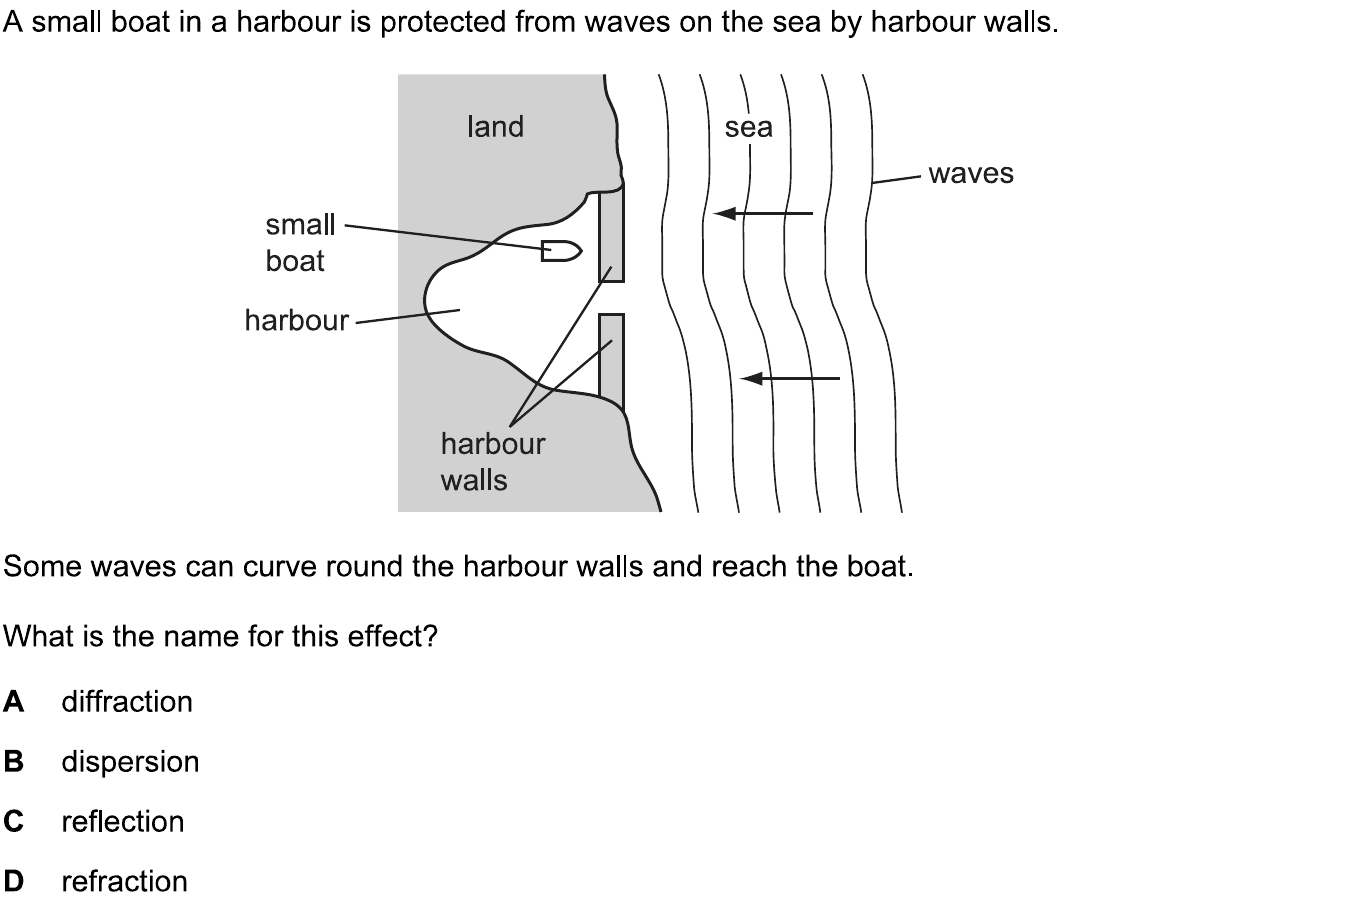 A small boat in a harbour is protected from waves on the sea by harbour walls.
land
sea
waves
small
boat
harbour
harbour
walls
Some waves can curve round the harbour walls and reach the boat.
What is the name for this effect?
A diffraction
B dispersion
C reflection
D refraction